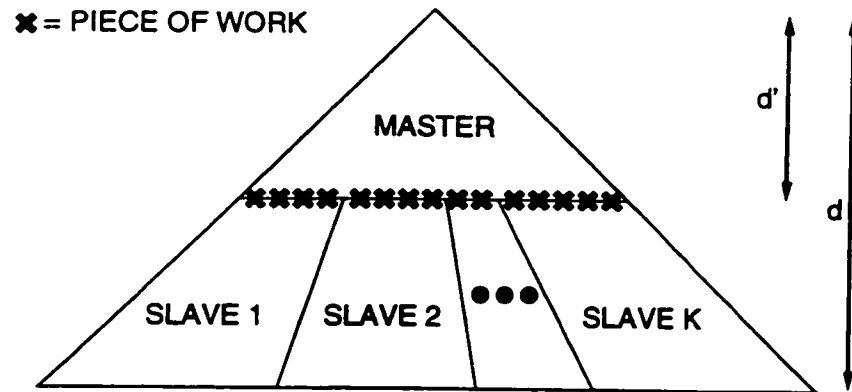 ✖ = PIECE OF WORK
d'
MASTER
d
SLAVE 1
SLAVE 2
●●●
SLAVE K